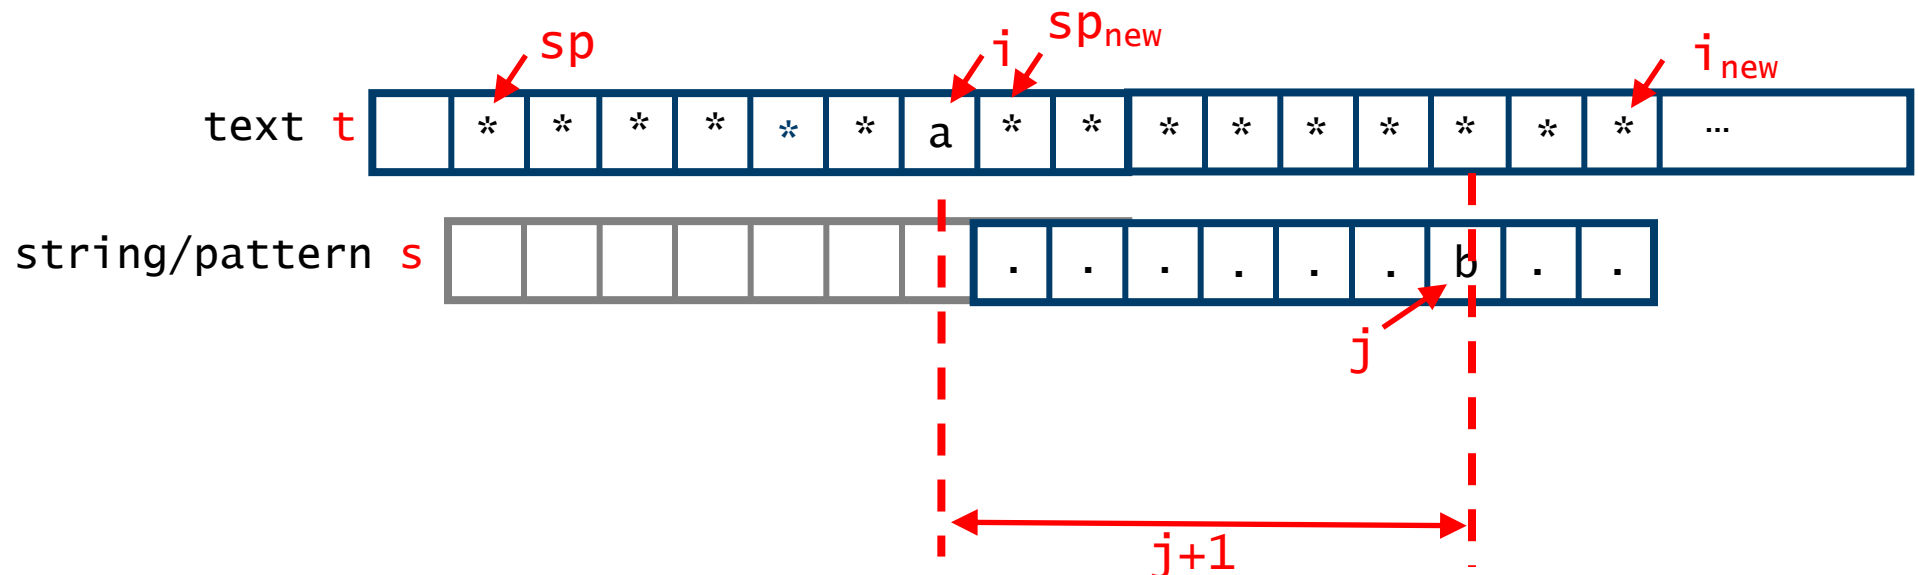 sp i sp_new i_new
text t * * * * * * a * * * * * * * * * ...
string/pattern s . . . . . . b . .
j
j+1